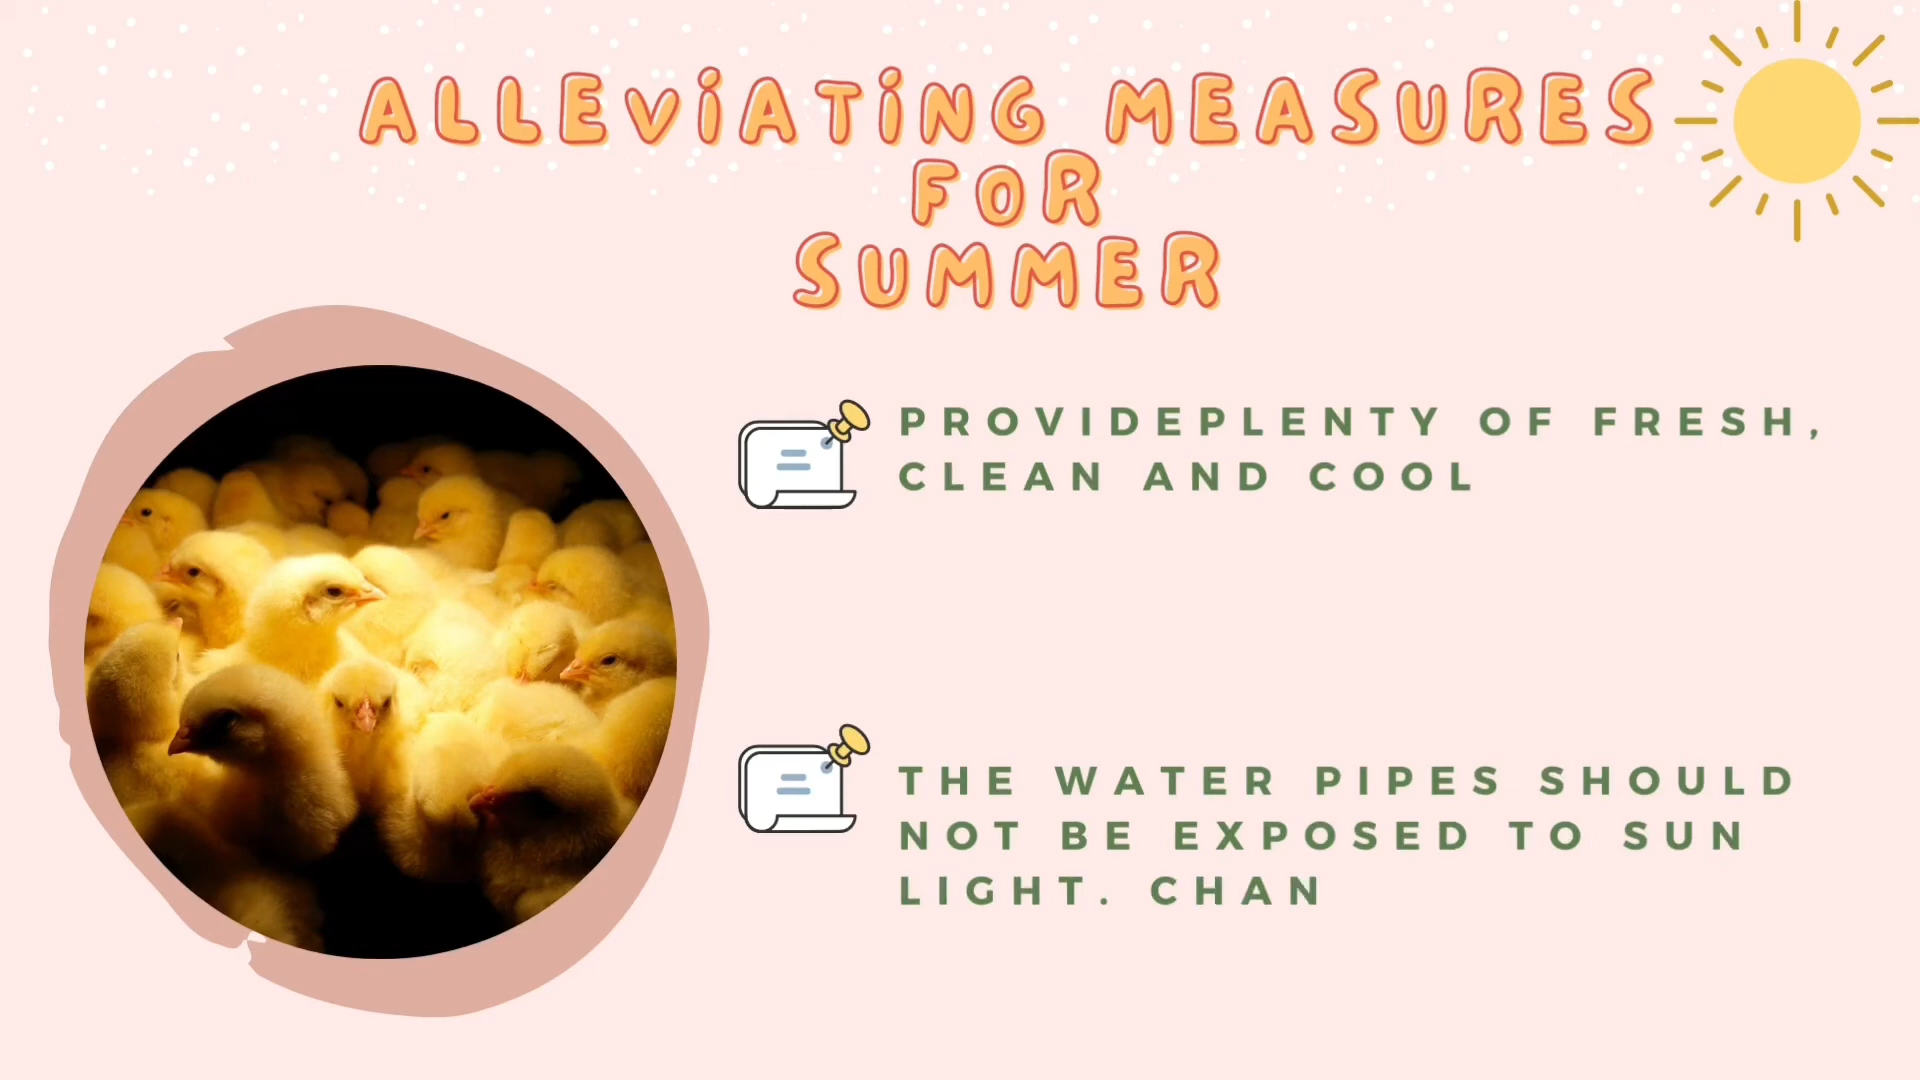 ALLEViATiNG MEASURES
FOR
SUMMER
PROVIDEPLENTY OF FRESH,
CLEAN AND COOL
THE WATER PIPES SHOULD
NOT BE EXPOSED TO SUN
LIGHT. CHAN